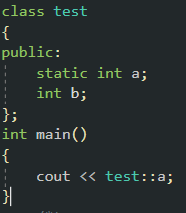 class test
{
public:
    static int a;
    int b;
};
int main()
{
    cout << test::a;
}